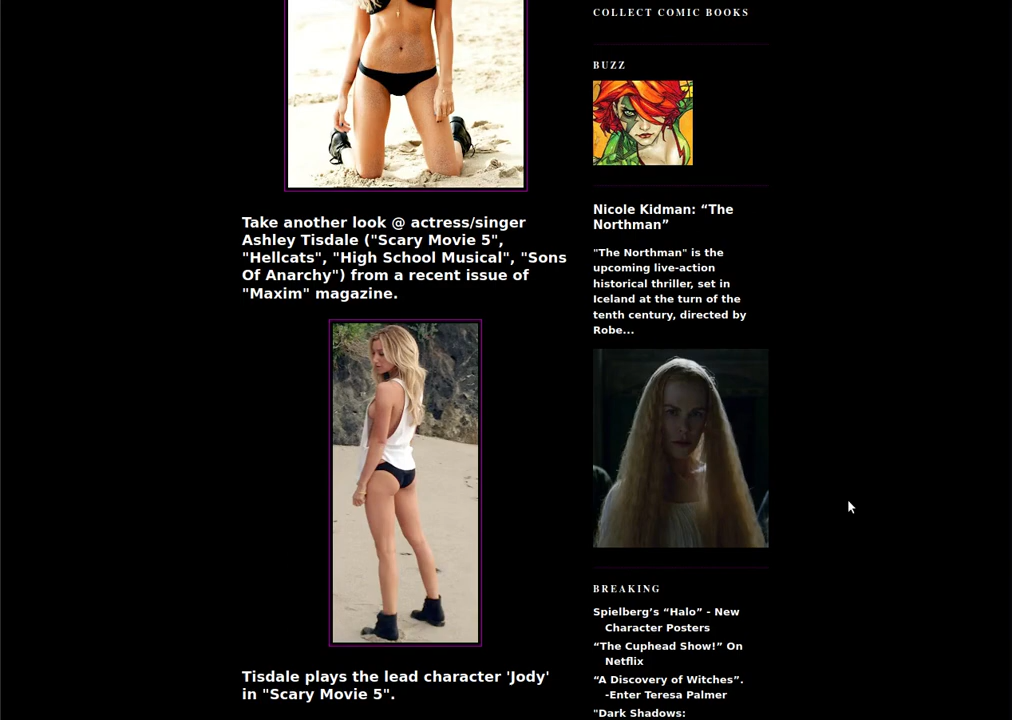 COLLECT COMIC BOOKS
BUZZ
Take another look @ actress/singer
Ashley Tisdale ("Scary Movie 5",
"Hellcats", "High School Musical", "Sons
Of Anarchy") from a recent issue of
"Maxim" magazine.
Tisdale plays the lead character 'Jody'
in "Scary Movie 5".
Nicole Kidman: “The
Northman”
"The Northman" is the
upcoming live-action
historical thriller, set in
Iceland at the turn of the
tenth century, directed by
Robe...
BREAKING
Spielberg’s “Halo” - New
Character Posters
“The Cuphead Show!” On
Netflix
“A Discovery of Witches”.
-Enter Teresa Palmer
"Dark Shadows: